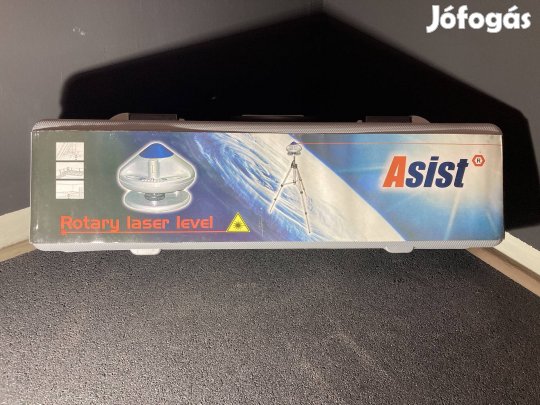 Jófogás
Asist
R
Rotary laser level